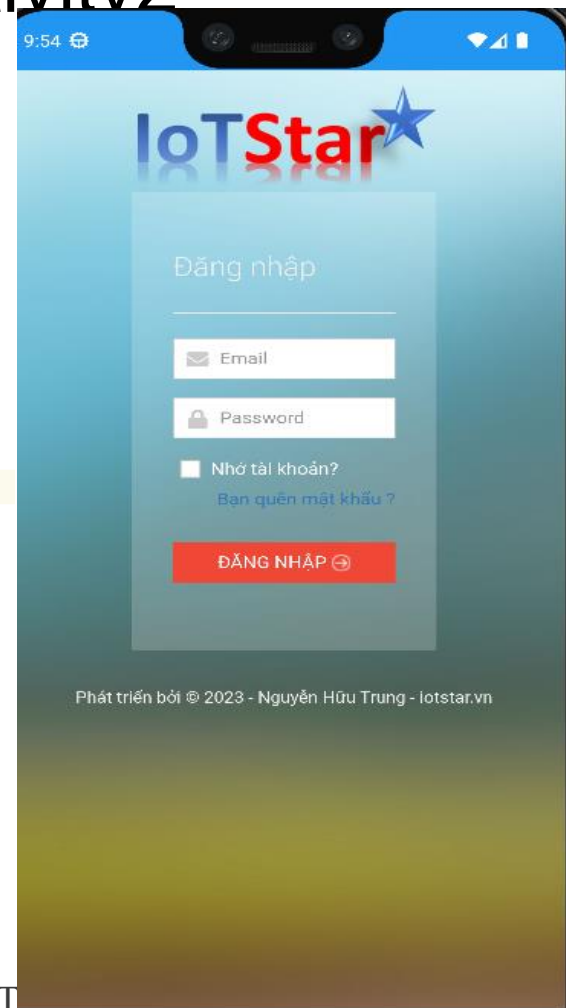 9:54
IoTStar
Đăng nhập
Email
Password
Nhớ tài khoản?
Bạn quên mật khẩu ?
ĐĂNG NHẬP
Phát triển bởi © 2023 - Nguyễn Hữu Trung - iotstar.vn
T